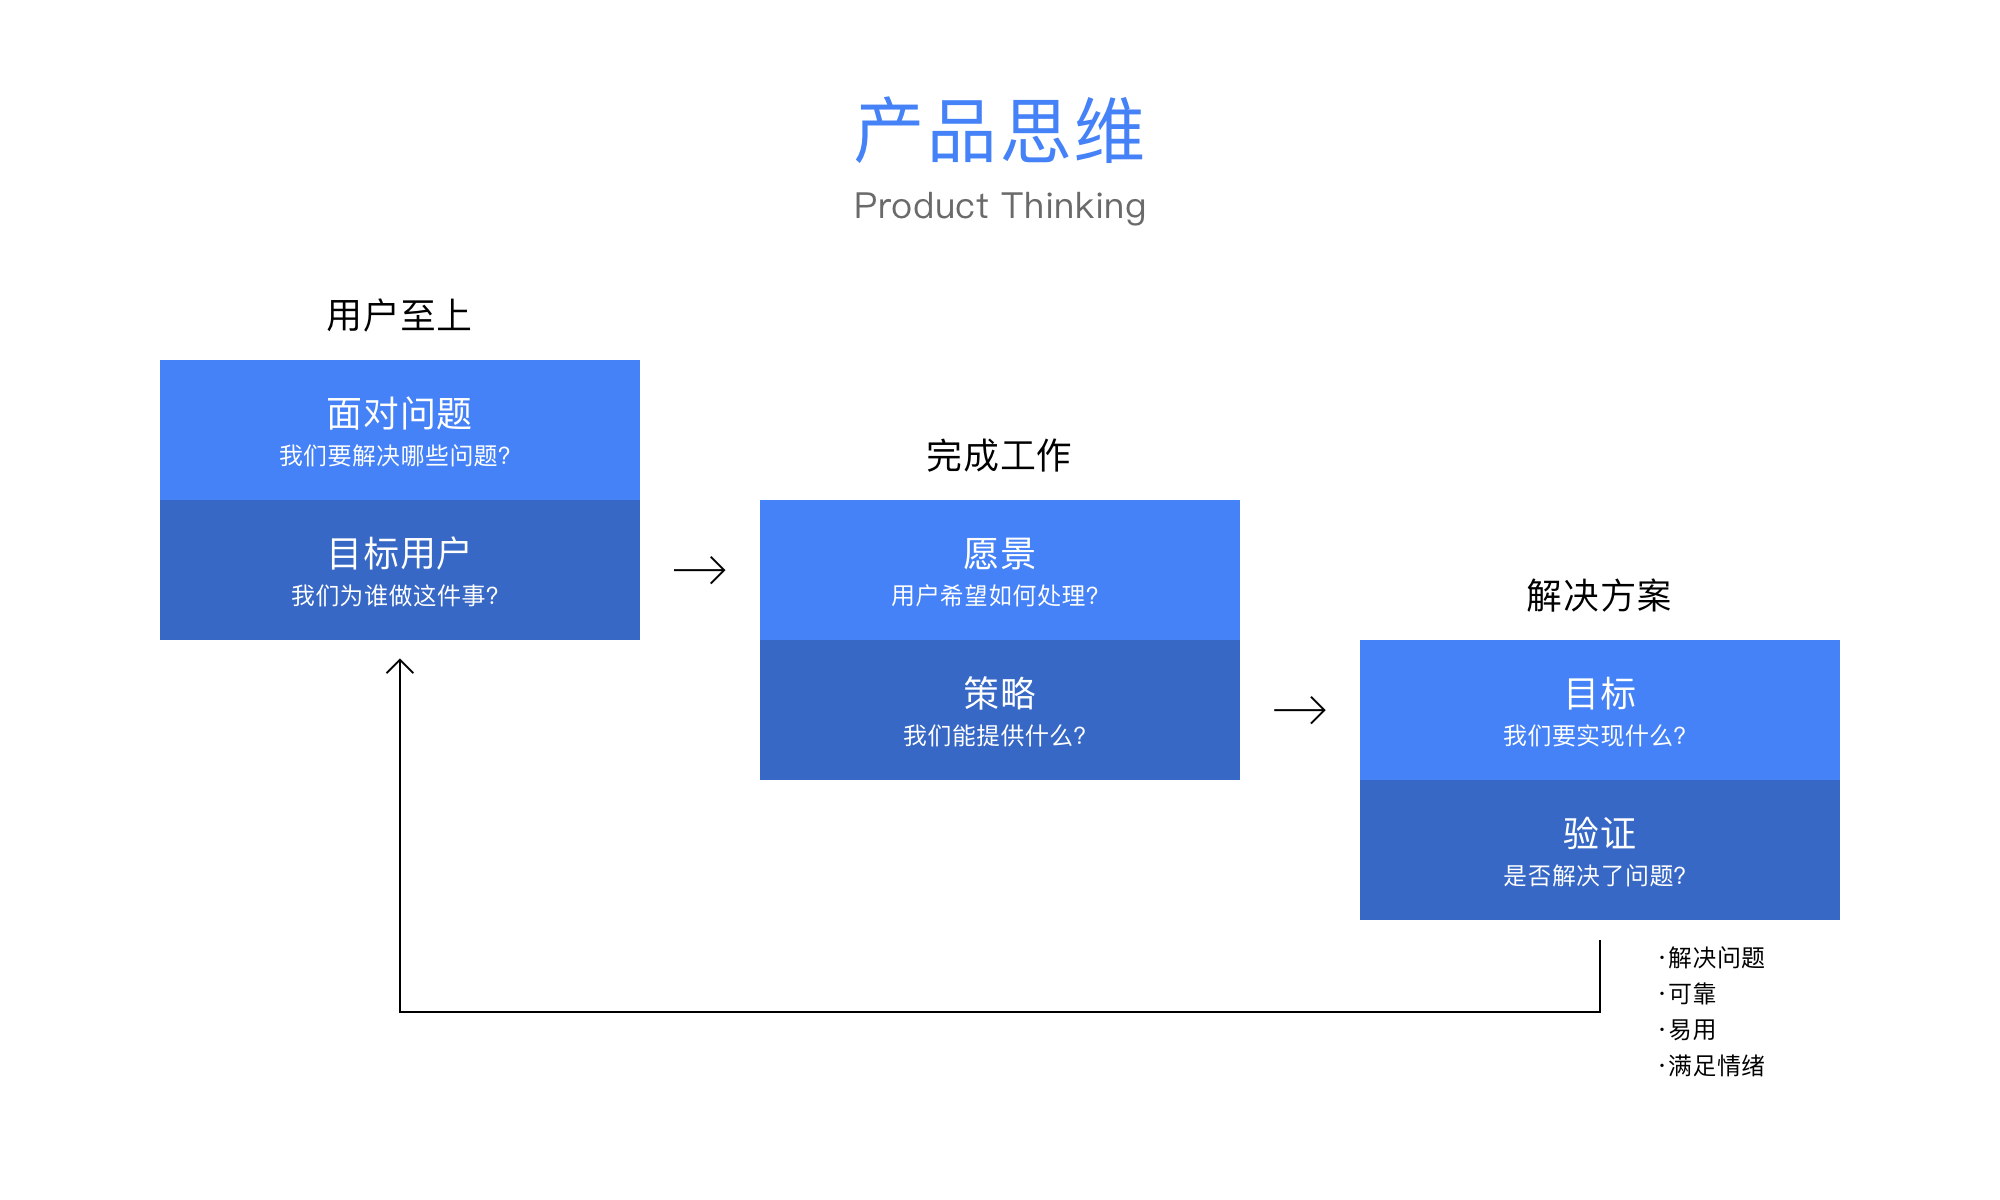 产品思维
Product Thinking
用户至上
面对问题
我们要解决哪些问题?
目标用户
我们为谁做这件事?
完成工作
愿景
用户希望如何处理?
策略
我们能提供什么?
解决方案
目标
我们要实现什么?
验证
是否解决了问题?
·解决问题
·可靠
·易用
·满足情绪